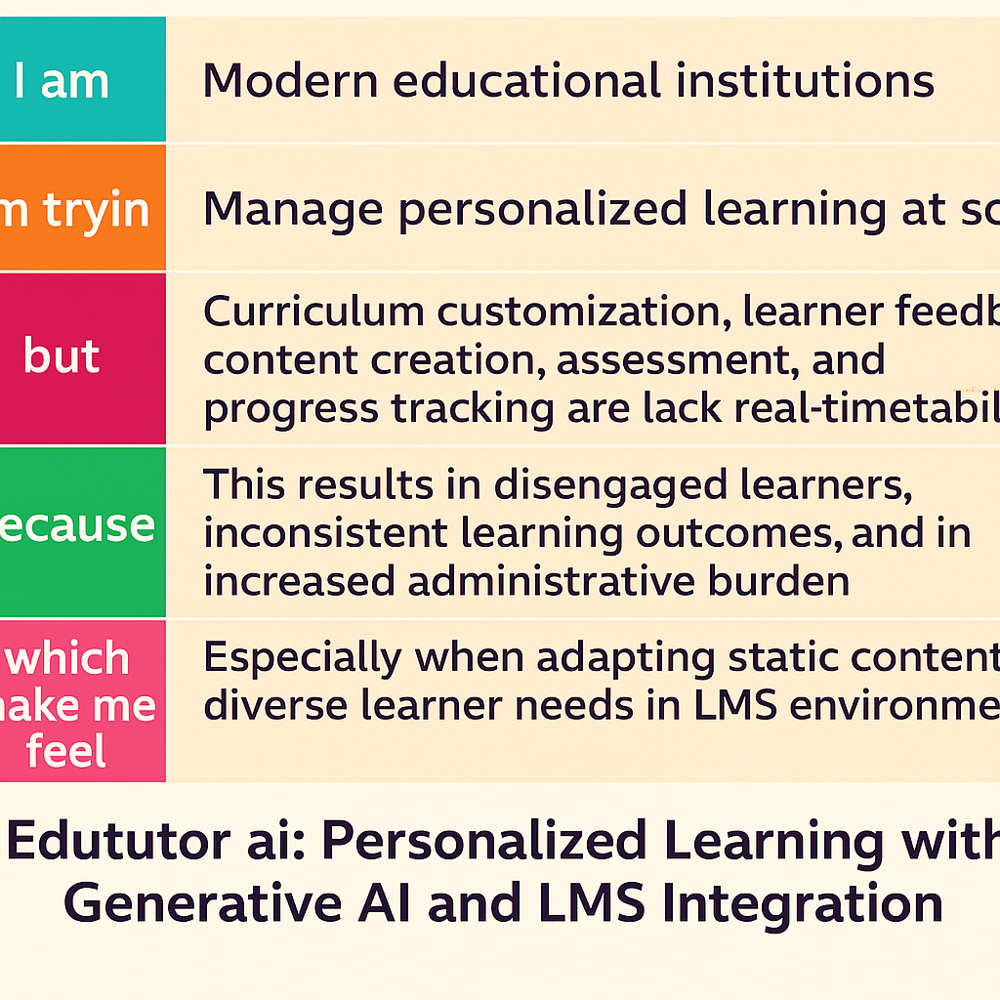 I am
Modern educational institutions
m tryin
Manage personalized learning at sc
but
Curriculum customization, learner feedb
content creation, assessment, and
progress tracking are lack real-timetabil
ecause
This results in disengaged learners,
inconsistent learning outcomes, and in
increased administrative burden
which
make me
feel
Especially when adapting static content
diverse learner needs in LMS environme
Edututor ai: Personalized Learning with
Generative AI and LMS Integration